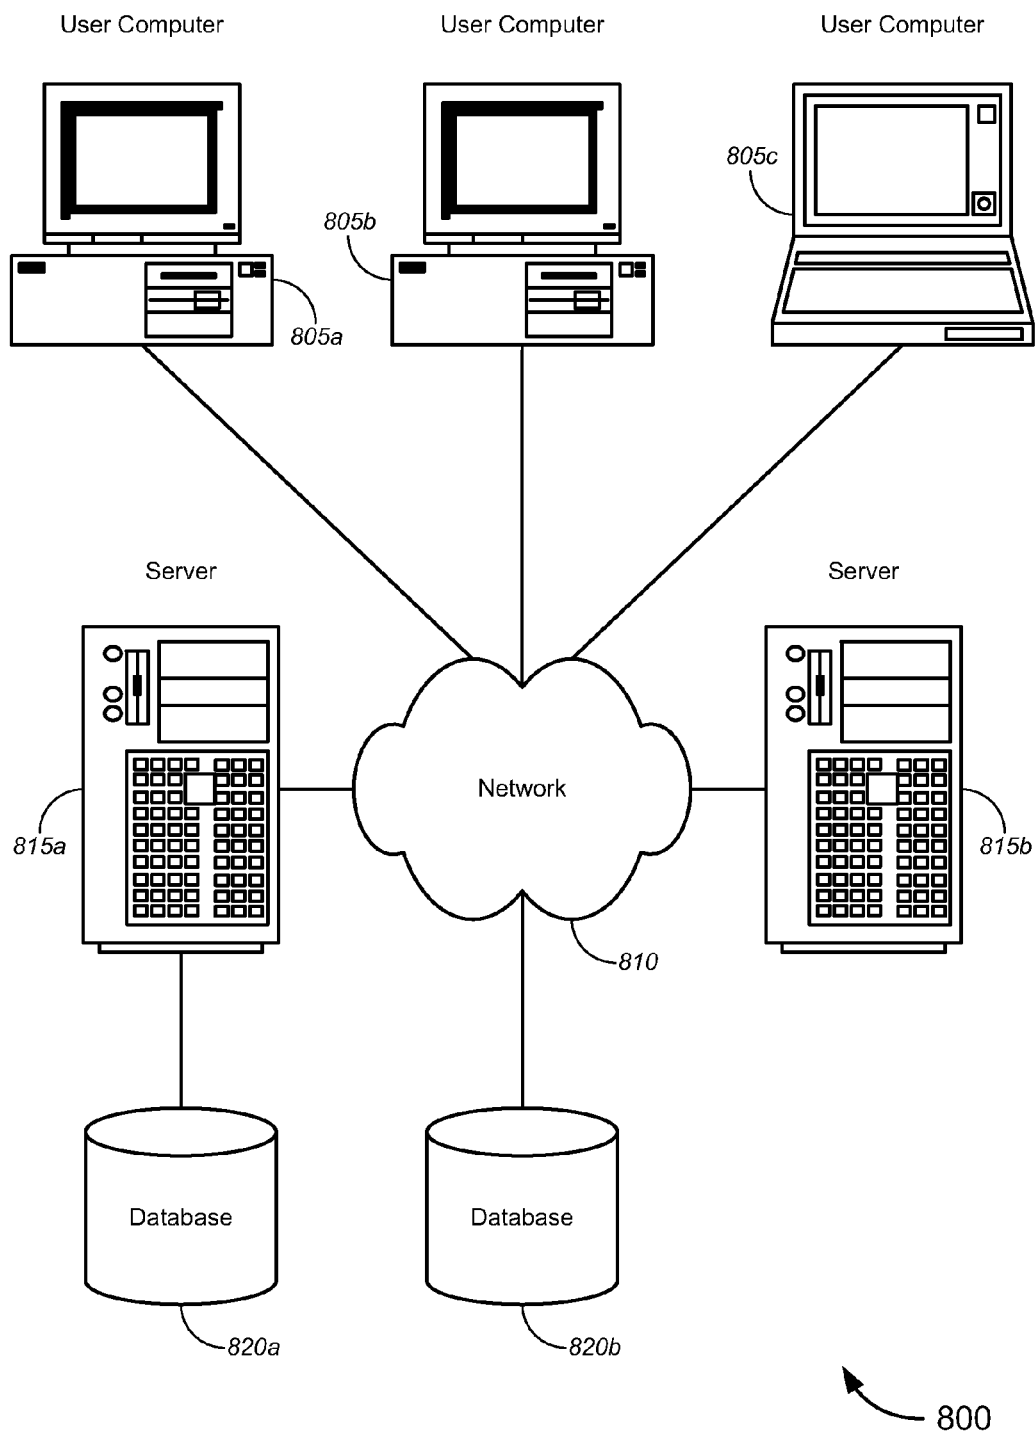 User Computer
User Computer
User Computer
805c
805b
805a
Server
Server
Network
815a
815b
810
Database
Database
820a
820b
800